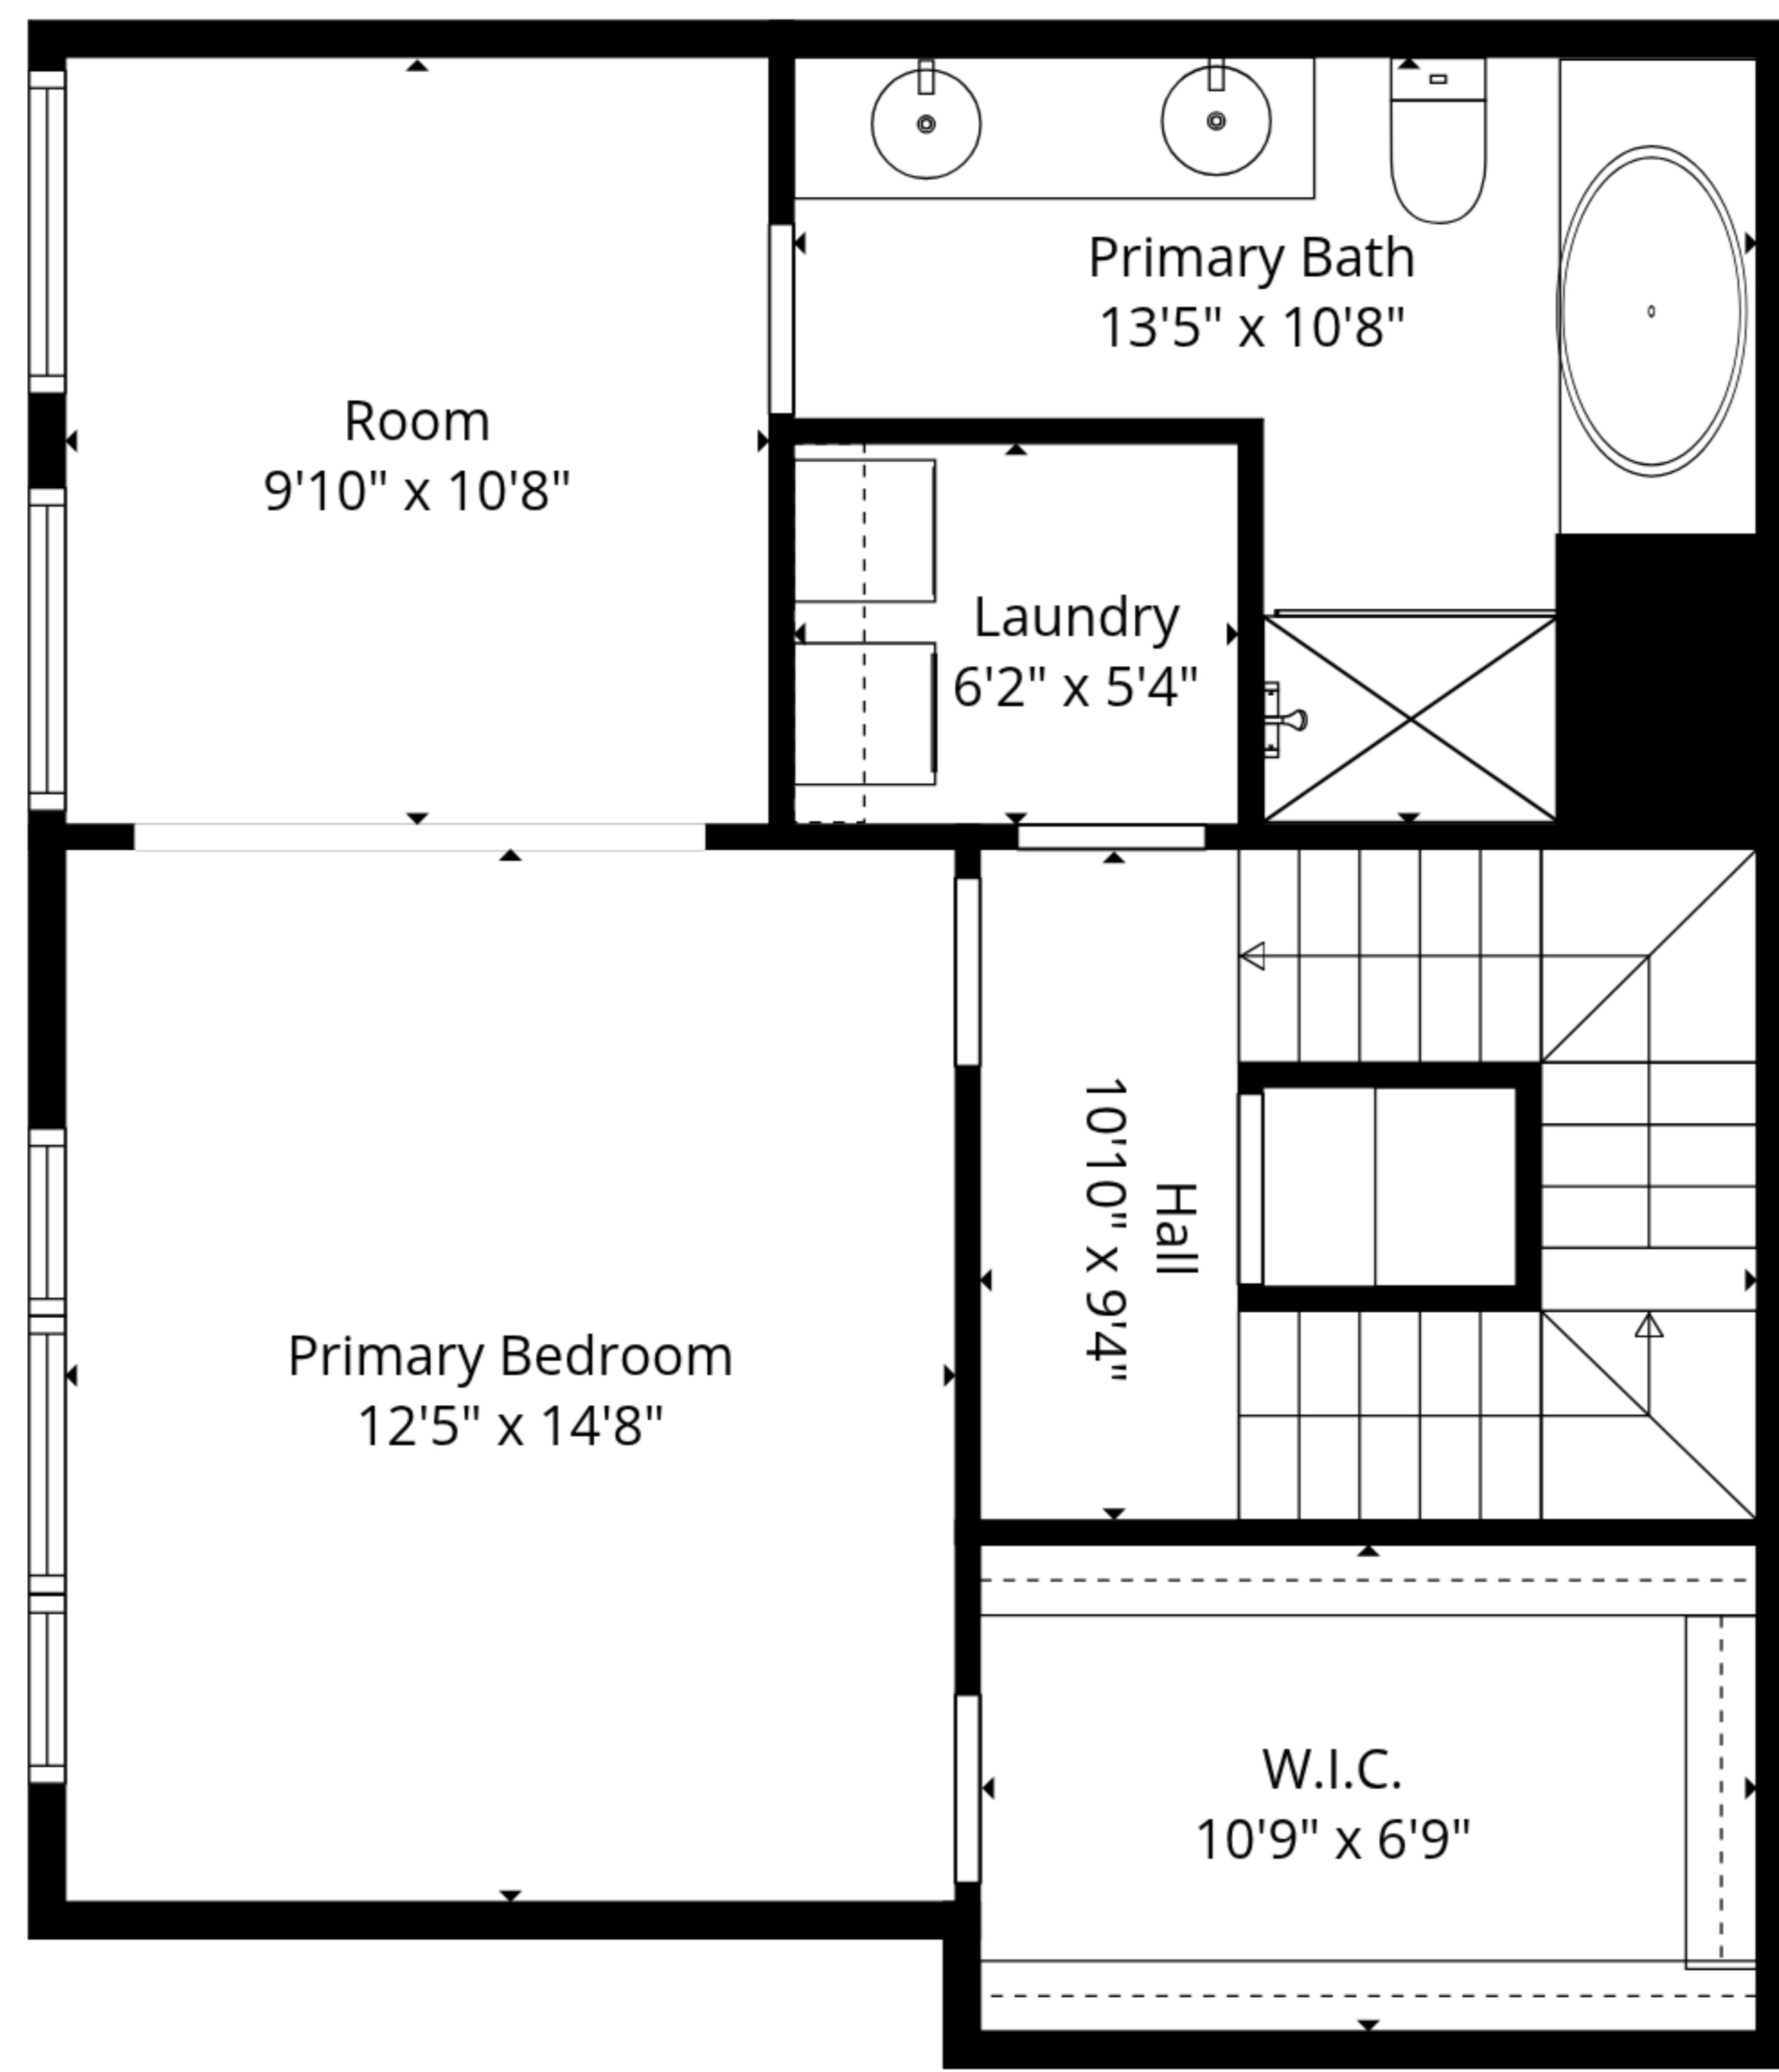 Primary Bath
13'5" x 10'8"
Room
9'10" x 10'8"
Laundry
6'2" x 5'4"
Hall
10'10" x 9'4"
Primary Bedroom
12'5" x 14'8"
W.I.C.
10'9" x 6'9"